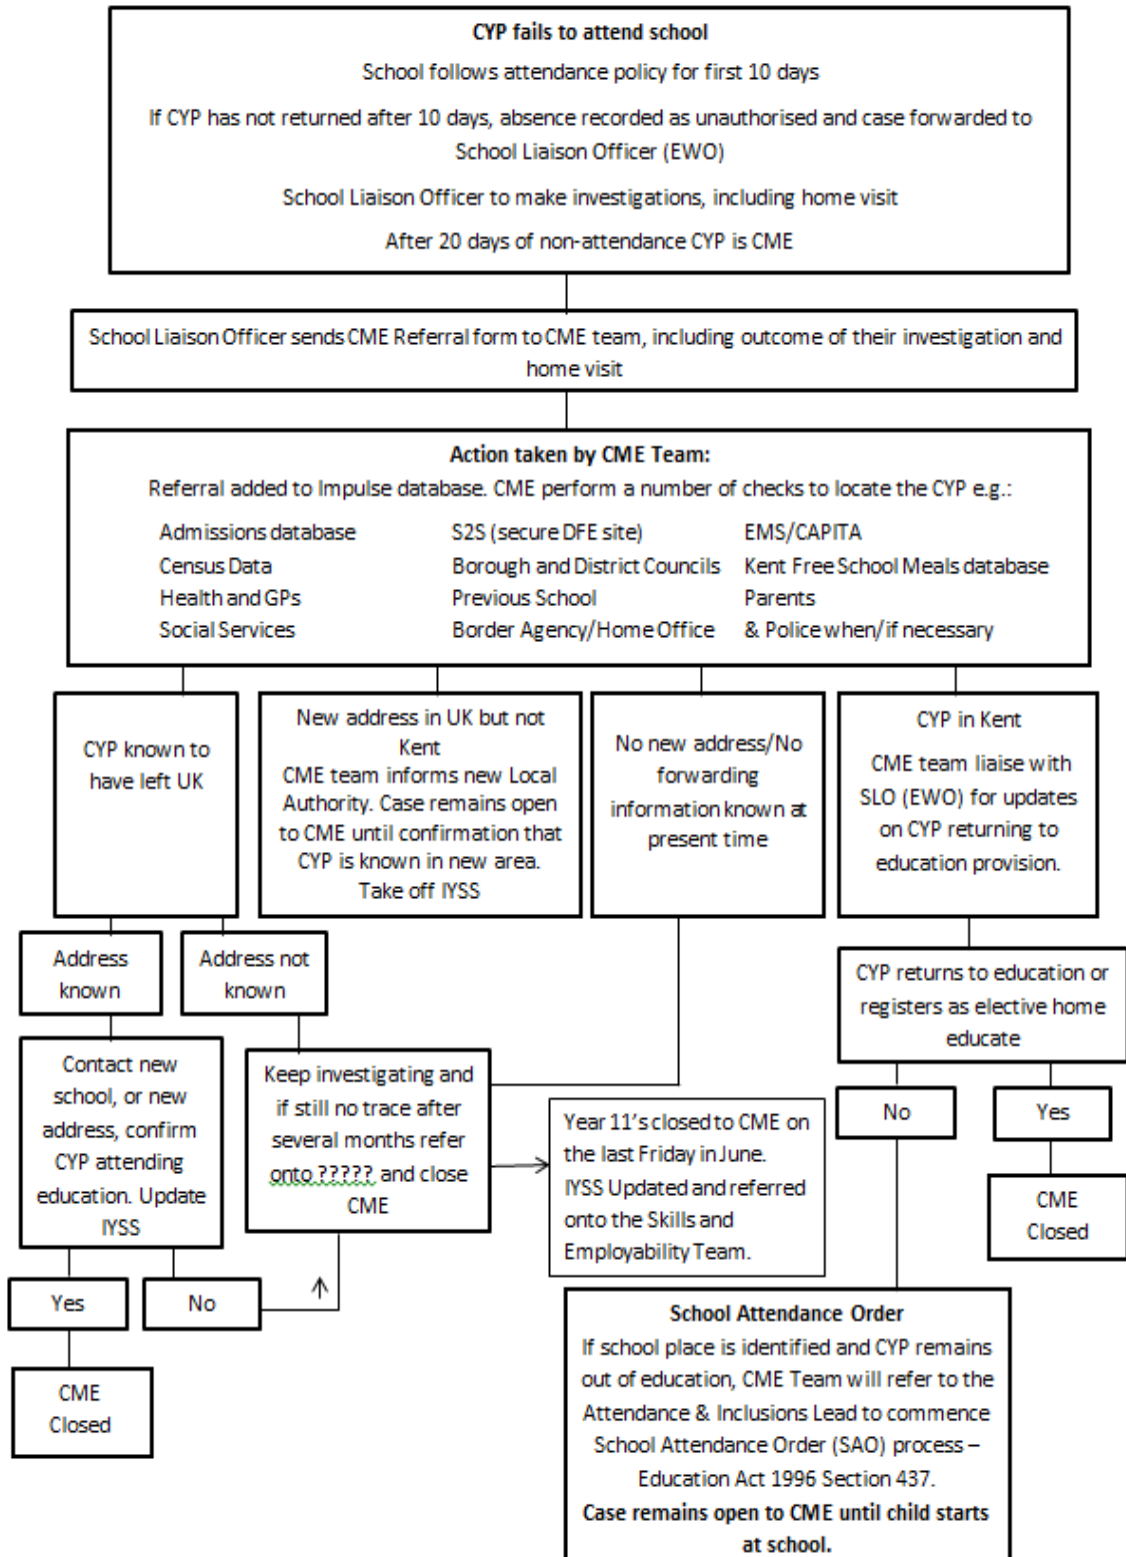 CYP fails to attend school
School follows attendance policy for first 10 days
If CYP has not returned after 10 days, absence recorded as unauthorised and case forwarded to
School Liaison Officer (EWO)
School Liaison Officer to make investigations, including home visit
After 20 days of non-attendance CYP is CME
School Liaison Officer sends CME Referral form to CME team, including outcome of their investigation and
home visit
Action taken by CME Team:
Referral added to Impulse database. CME perform a number of checks to locate the CYP e.g.:
Admissions database
S2S (secure DFE site)
EMS/CAPITA
Census Data
Borough and District Councils
Kent Free School Meals database
Health and GPs
Previous School
Parents
Social Services
Border Agency/Home Office
& Police when/if necessary
CYP known to
have left UK
New address in UK but not
Kent
CME team informs new Local
Authority. Case remains open
to CME until confirmation that
CYP is known in new area.
Take off IYSS
No new address/No
forwarding
information known at
present time
CYP in Kent
CME team liaise with
SLO (EWO) for updates
on CYP returning to
education provision.
Address
known
Address not
known
CYP returns to education or
registers as elective home
educate
Contact new
school, or new
address, confirm
CYP attending
education. Update
IYSS
Keep investigating and
if still no trace after
several months refer
onto ????? and close
CME
Year 11's closed to CME on
the last Friday in June.
IYSS Updated and referred
onto the Skills and
Employability Team.
No
Yes
CME
Closed
Yes
No
CME
Closed
School Attendance Order
If school place is identified and CYP remains
out of education, CME Team will refer to the
Attendance & Inclusions Lead to commence
School Attendance Order (SAO) process –
Education Act 1996 Section 437.
Case remains open to CME until child starts
at school.